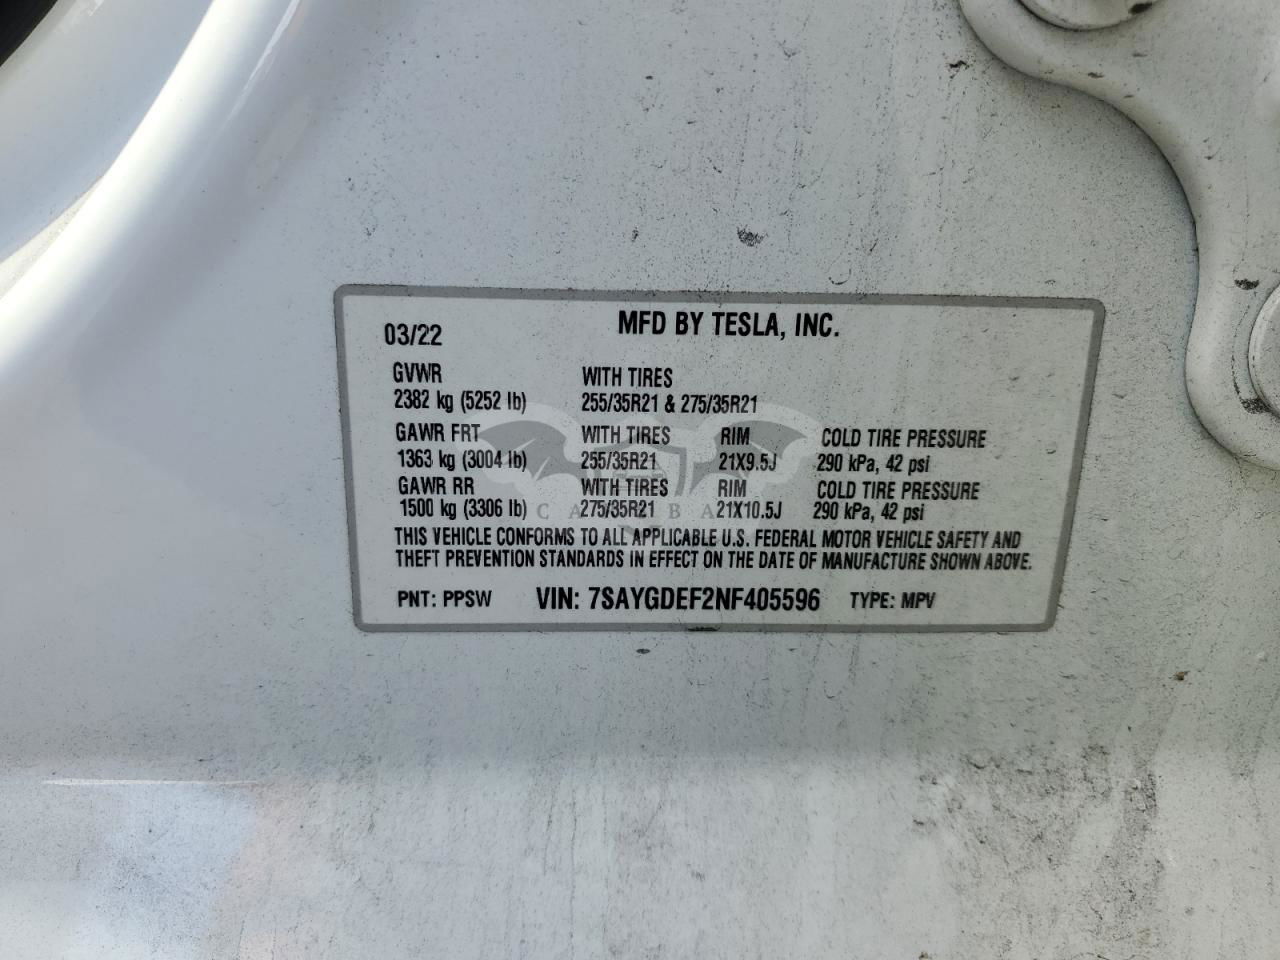 03/22 MFD BY TESLA, INC.
GVWR WITH TIRES
2382 kg (5252 lb) 255/35R21 & 275/35R21
GAWR FRT WITH TIRES RIM COLD TIRE PRESSURE
1363 kg (3004 lb) 255/35R21 21X9.5J 290 kPa, 42 psi
GAWR RR WITH TIRES RIM COLD TIRE PRESSURE
1500 kg (3306 lb) 275/35R21 21X10.5J 290 kPa, 42 psi
THIS VEHICLE CONFORMS TO ALL APPLICABLE U.S. FEDERAL MOTOR VEHICLE SAFETY AND
THEFT PREVENTION STANDARDS IN EFFECT ON THE DATE OF MANUFACTURE SHOWN ABOVE.
PNT: PPSW VIN: 7SAYGDEF2NF405596 TYPE: MPV